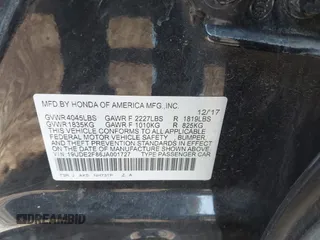 MFD.BY HONDA OF AMERICA MFG.,INC. 12/17
GVWR 4045LBS GAWR F 2227LBS R 1819LBS
GVWR 1835KG GAWR F 1010KG R 825KG
THIS VEHICLE CONFORMS TO ALL APPLICABLE
FEDERAL MOTOR VEHICLE SAFETY, BUMPER,
AND THEFT PREVENTION STANDARDS IN EFFECT
ON THE DATE OF MANUFACTURE SHOWN ABOVE.
V.I.N. 19UDE2F86JA001727 TYPE:PASSENGER CAR
DREAMBID